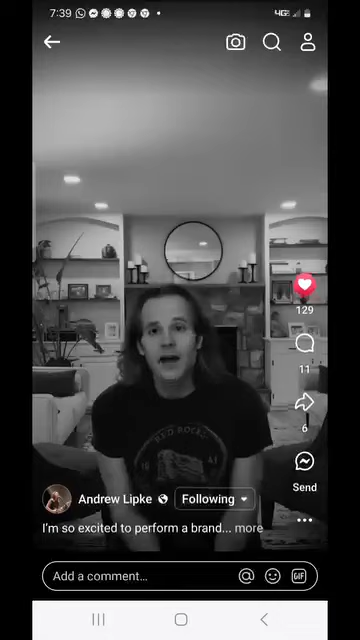 7:39
4G
129
RED ROCKS
11
6
Send
Andrew Lipke
Following
I'm so excited to perform a brand... more
Add a comment...
GIF